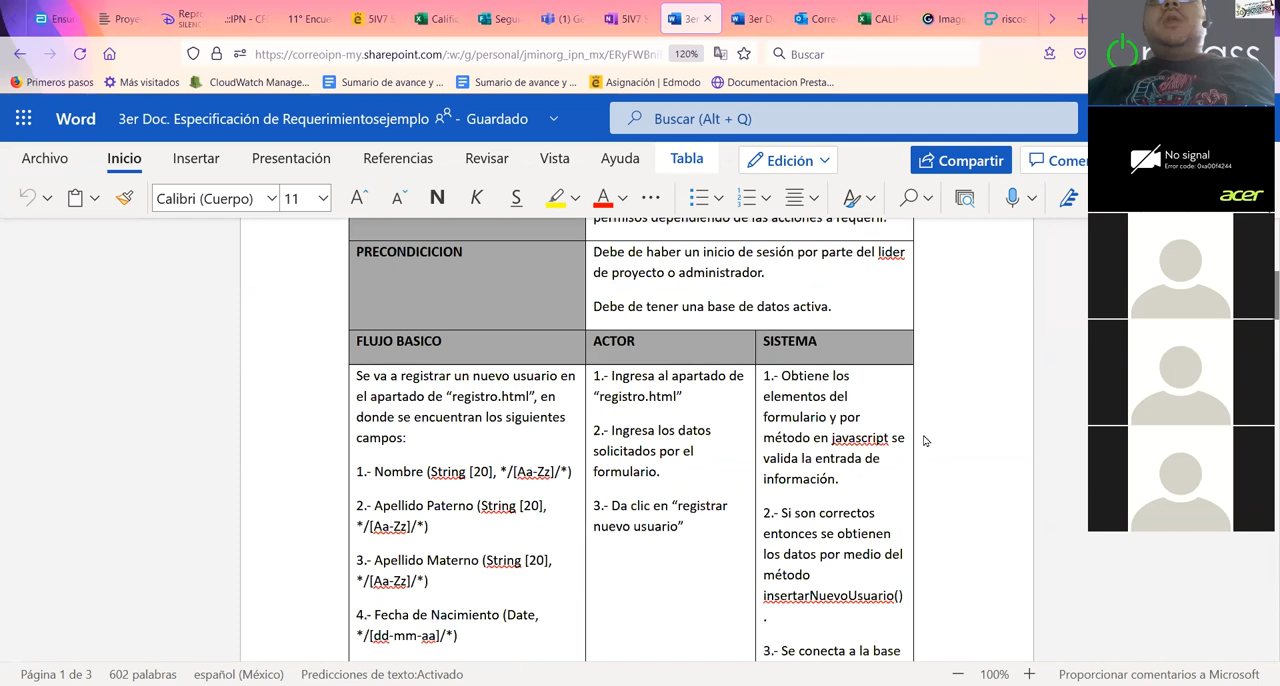 Ensur
Proye
Repro
SILENC
.::IPN - CF
11° Encue
5IV7 E
Calific
Segui
(1) Ge
5IV7 S
3er
3er D
Corre
CALIF
Image
riscos
https://correoipn-my.sharepoint.com/:w:/g/personal/jiminorg_ipn_mx/ERyFWBn
120%
Buscar
Primeros pasos
Más visitados
CloudWatch Manage...
Sumario de avance y ...
Sumario de avance y ...
Asignación | Edmodo
Documentacion Presta...
Word
3er Doc. Especificación de Requerimientosejemplo
- Guardado
Buscar (Alt + Q)
Archivo
Inicio
Insertar
Presentación
Referencias
Revisar
Vista
Ayuda
Tabla
Edición
Compartir
Comen
Calibri (Cuerpo)
11
N
K
S
permisos dependiendo de las acciones a requerir.
PRECONDICICION
Debe de haber un inicio de sesión por parte del lider
de proyecto o administrador.
Debe de tener una base de datos activa.
FLUJO BASICO
ACTOR
SISTEMA
Se va a registrar un nuevo usuario en
el apartado de “registro.html”, en
donde se encuentran los siguientes
campos:
1.- Nombre (String [20], */[Aa-Zz]/*)
2.- Apellido Paterno (String [20],
*/[Aa-Zz]/*)
3.- Apellido Materno (String [20],
*/[Aa-Zz]/*)
4.- Fecha de Nacimiento (Date,
*/[dd-mm-aa]/*)
1.- Ingresa al apartado de
“registro.html”
2.- Ingresa los datos
solicitados por el
formulario.
3.- Da clic en “registrar
nuevo usuario”
1.- Obtiene los
elementos del
formulario y por
método en javascript se
valida la entrada de
información.
2.- Si son correctos
entonces se obtienen
los datos por medio del
método
insertarNuevoUsuario()
.
3.- Se conecta a la base
Página 1 de 3
602 palabras
español (México)
Predicciones de texto:Activado
100%
Proporcionar comentarios a Microsoft
No signal
Error code: 0xa00f4244
acer